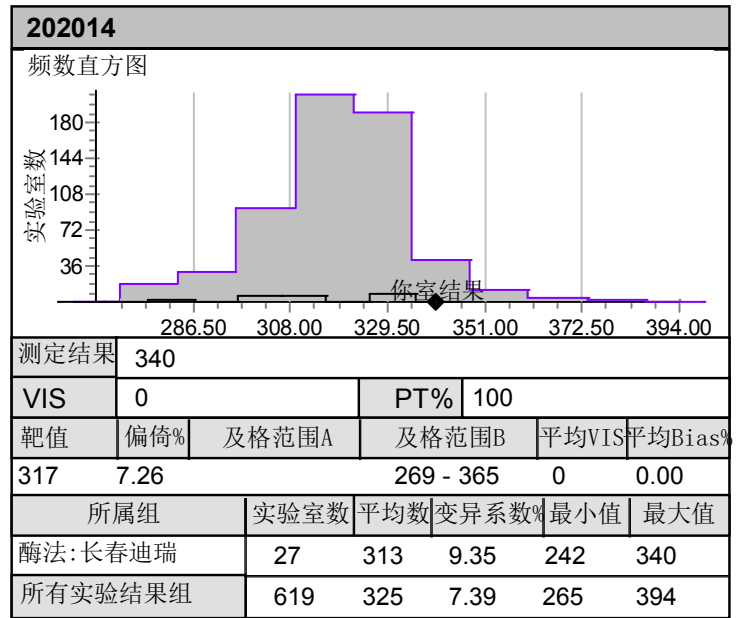 202014
频数直方图
实验室数
180
144
108
72
36
你室结果
286.50 308.00 329.50 351.00 372.50 394.00
测定结果 340
VIS 0 PT% 100
靶值 偏倚% 及格范围A 及格范围B 平均VIS 平均Bias%
317 7.26 269 - 365 0 0.00
所属组 实验室数 平均数 变异系数% 最小值 最大值
酶法:长春迪瑞 27 313 9.35 242 340
所有实验结果组 619 325 7.39 265 394